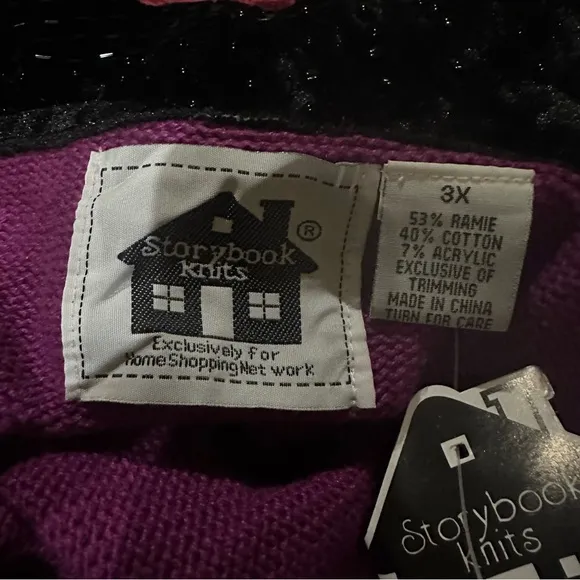 Storybook
Knits
®
Exclusively for
Home Shopping Network
3X
53% RAMIE
40% COTTON
7% ACRYLIC
EXCLUSIVE OF
TRIMMING
MADE IN CHINA
TURN FOR CARE
Storybook
Knits